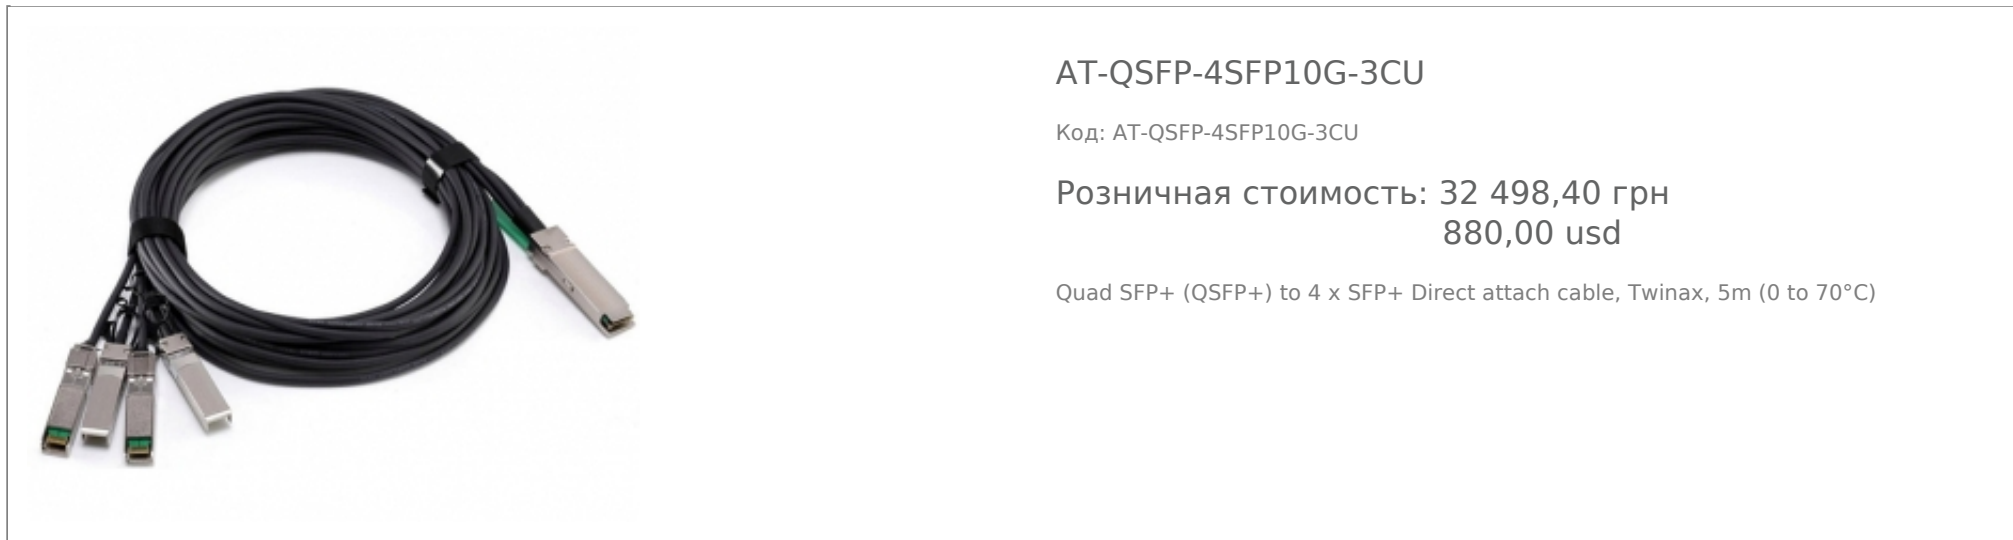 AT-QSFP-4SFP10G-3CU
Код: AT-QSFP-4SFP10G-3CU
Розничная стоимость: 32 498,40 грн
880,00 usd
Quad SFP+ (QSFP+) to 4 x SFP+ Direct attach cable, Twinax, 5m (0 to 70°C)